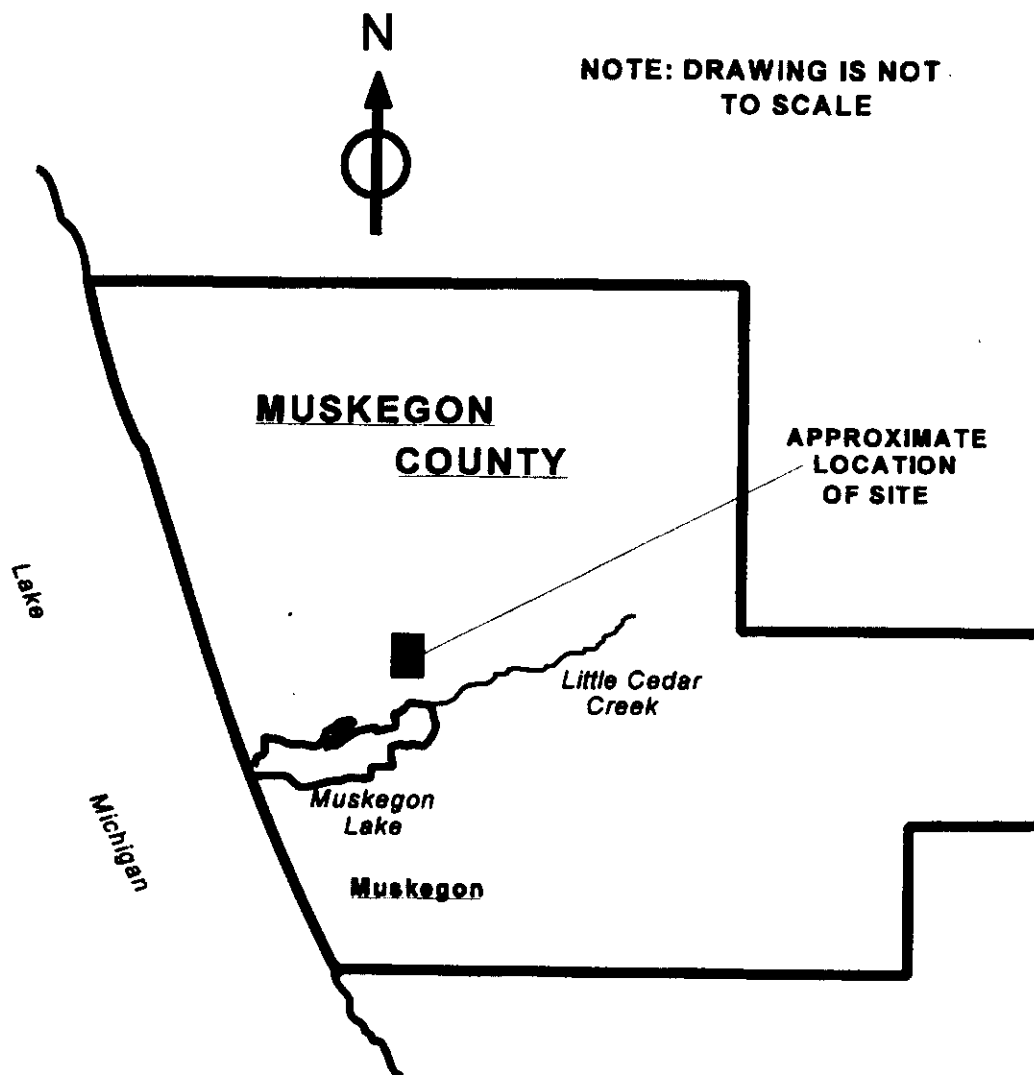 N
NOTE: DRAWING IS NOT
TO SCALE
MUSKEGON
COUNTY
APPROXIMATE
LOCATION
OF SITE
Lake
Michigan
Little Cedar
Creek
Muskegon
Lake
Muskegon